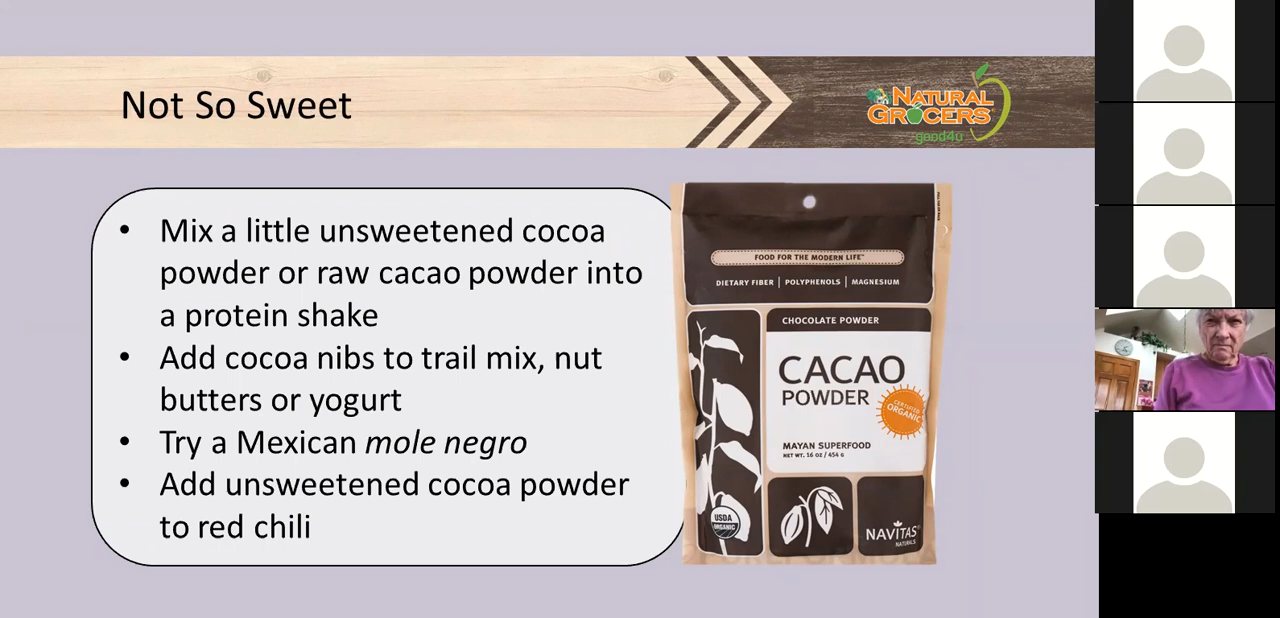 Not So Sweet
NATURAL
GROCERS
good4u
• Mix a little unsweetened cocoa
powder or raw cacao powder into
a protein shake
• Add cocoa nibs to trail mix, nut
butters or yogurt
• Try a Mexican mole negro
• Add unsweetened cocoa powder
to red chili
FOOD FOR THE MODERN LIFE™
DIETARY FIBER | POLYPHENOLS | MAGNESIUM
CHOCOLATE POWDER
CACAO
POWDER
CERTIFIED
ORGANIC
MAYAN SUPERFOOD
NET WT. 16 oz / 454 g
USDA
ORGANIC
NAVITAS
NATURALS